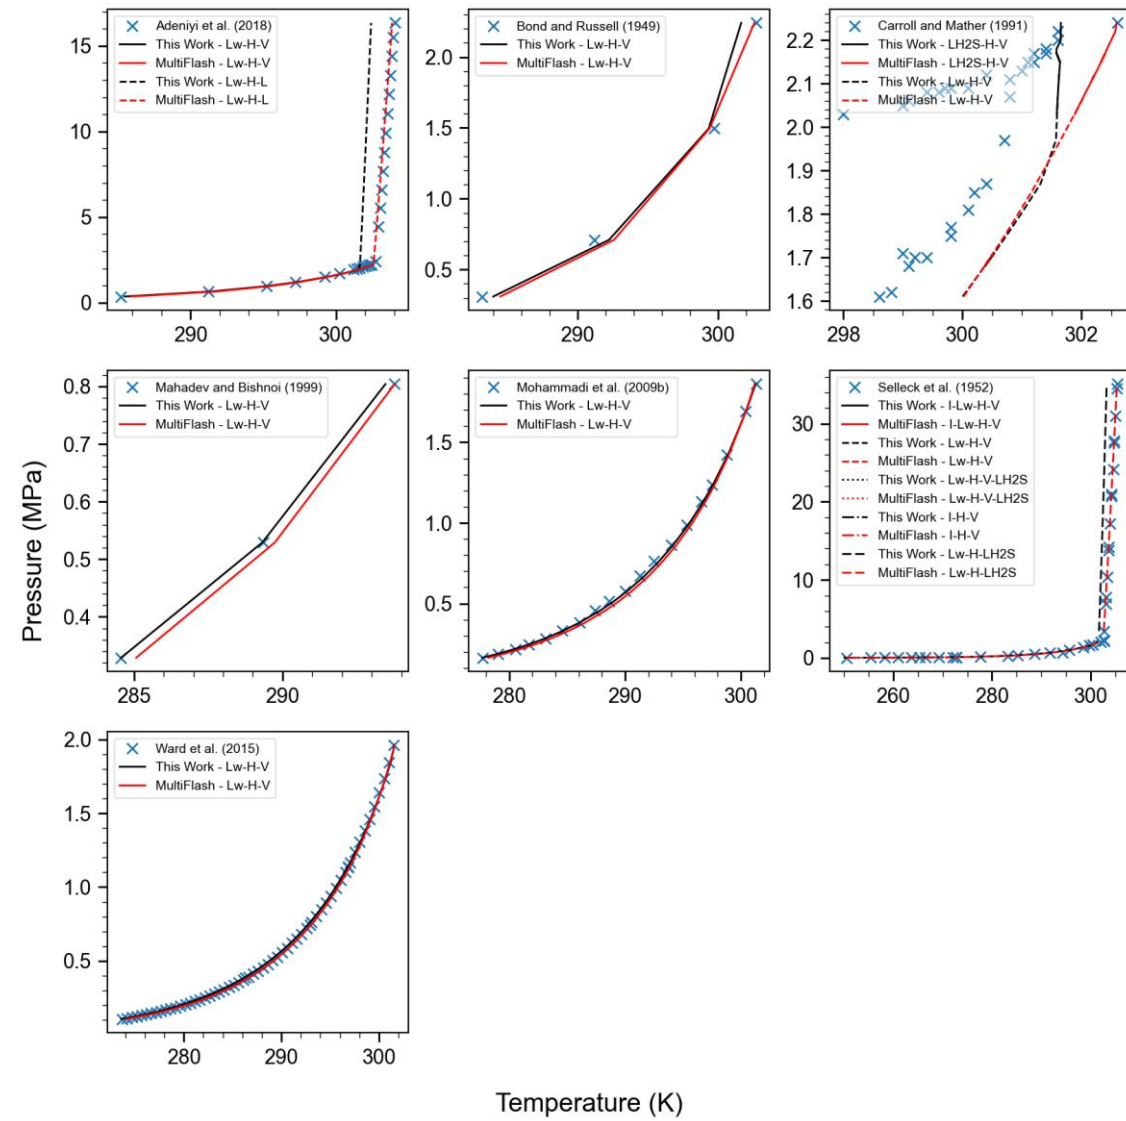 Adeniyi et al. (2018)
This Work - Lw-H-V
MultiFlash - Lw-H-V
This Work - Lw-H-L
MultiFlash - Lw-H-L
15
10
5
0
290
300
Bond and Russell (1949)
This Work - Lw-H-V
MultiFlash - Lw-H-V
2.0
1.5
1.0
0.5
290
300
Carroll and Mather (1991)
This Work - LH2S-H-V
MultiFlash - LH2S-H-V
This Work - Lw-H-V
MultiFlash - Lw-H-V
2.2
2.1
2.0
1.9
1.8
1.7
1.6
298
300
302
Mahadev and Bishnoi (1999)
This Work - Lw-H-V
MultiFlash - Lw-H-V
0.8
0.7
0.6
0.5
0.4
285
290
Mohammadi et al. (2009b)
This Work - Lw-H-V
MultiFlash - Lw-H-V
1.5
1.0
0.5
280
290
300
Selleck et al. (1952)
This Work - I-Lw-H-V
MultiFlash - I-Lw-H-V
This Work - Lw-H-V
MultiFlash - Lw-H-V
This Work - Lw-H-V-LH2S
MultiFlash - Lw-H-V-LH2S
This Work - I-H-V
MultiFlash - I-H-V
This Work - Lw-H-LH2S
MultiFlash - Lw-H-LH2S
30
20
10
0
260
280
300
Ward et al. (2015)
This Work - Lw-H-V
MultiFlash - Lw-H-V
2.0
1.5
1.0
0.5
280
290
300
Pressure (MPa)
Temperature (K)